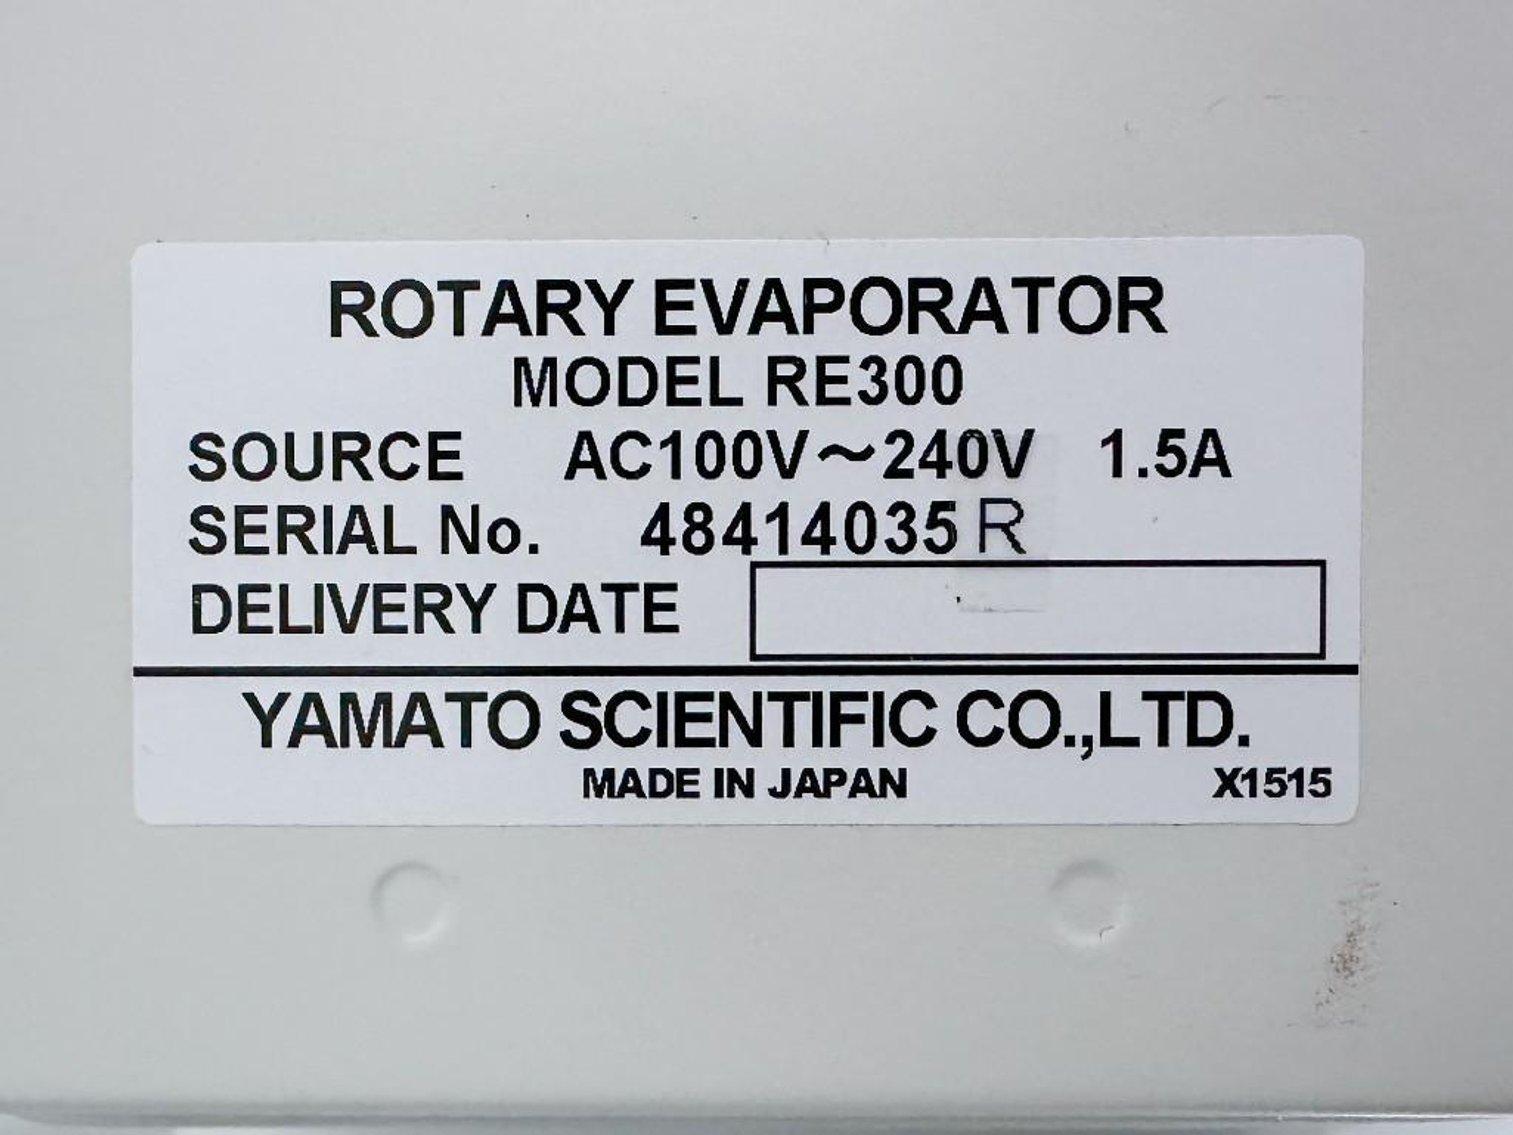 ROTARY EVAPORATOR
MODEL RE300
SOURCE AC100V～240V 1.5A
SERIAL No. 48414035R
DELIVERY DATE
YAMATO SCIENTIFIC CO.,LTD.
MADE IN JAPAN X1515